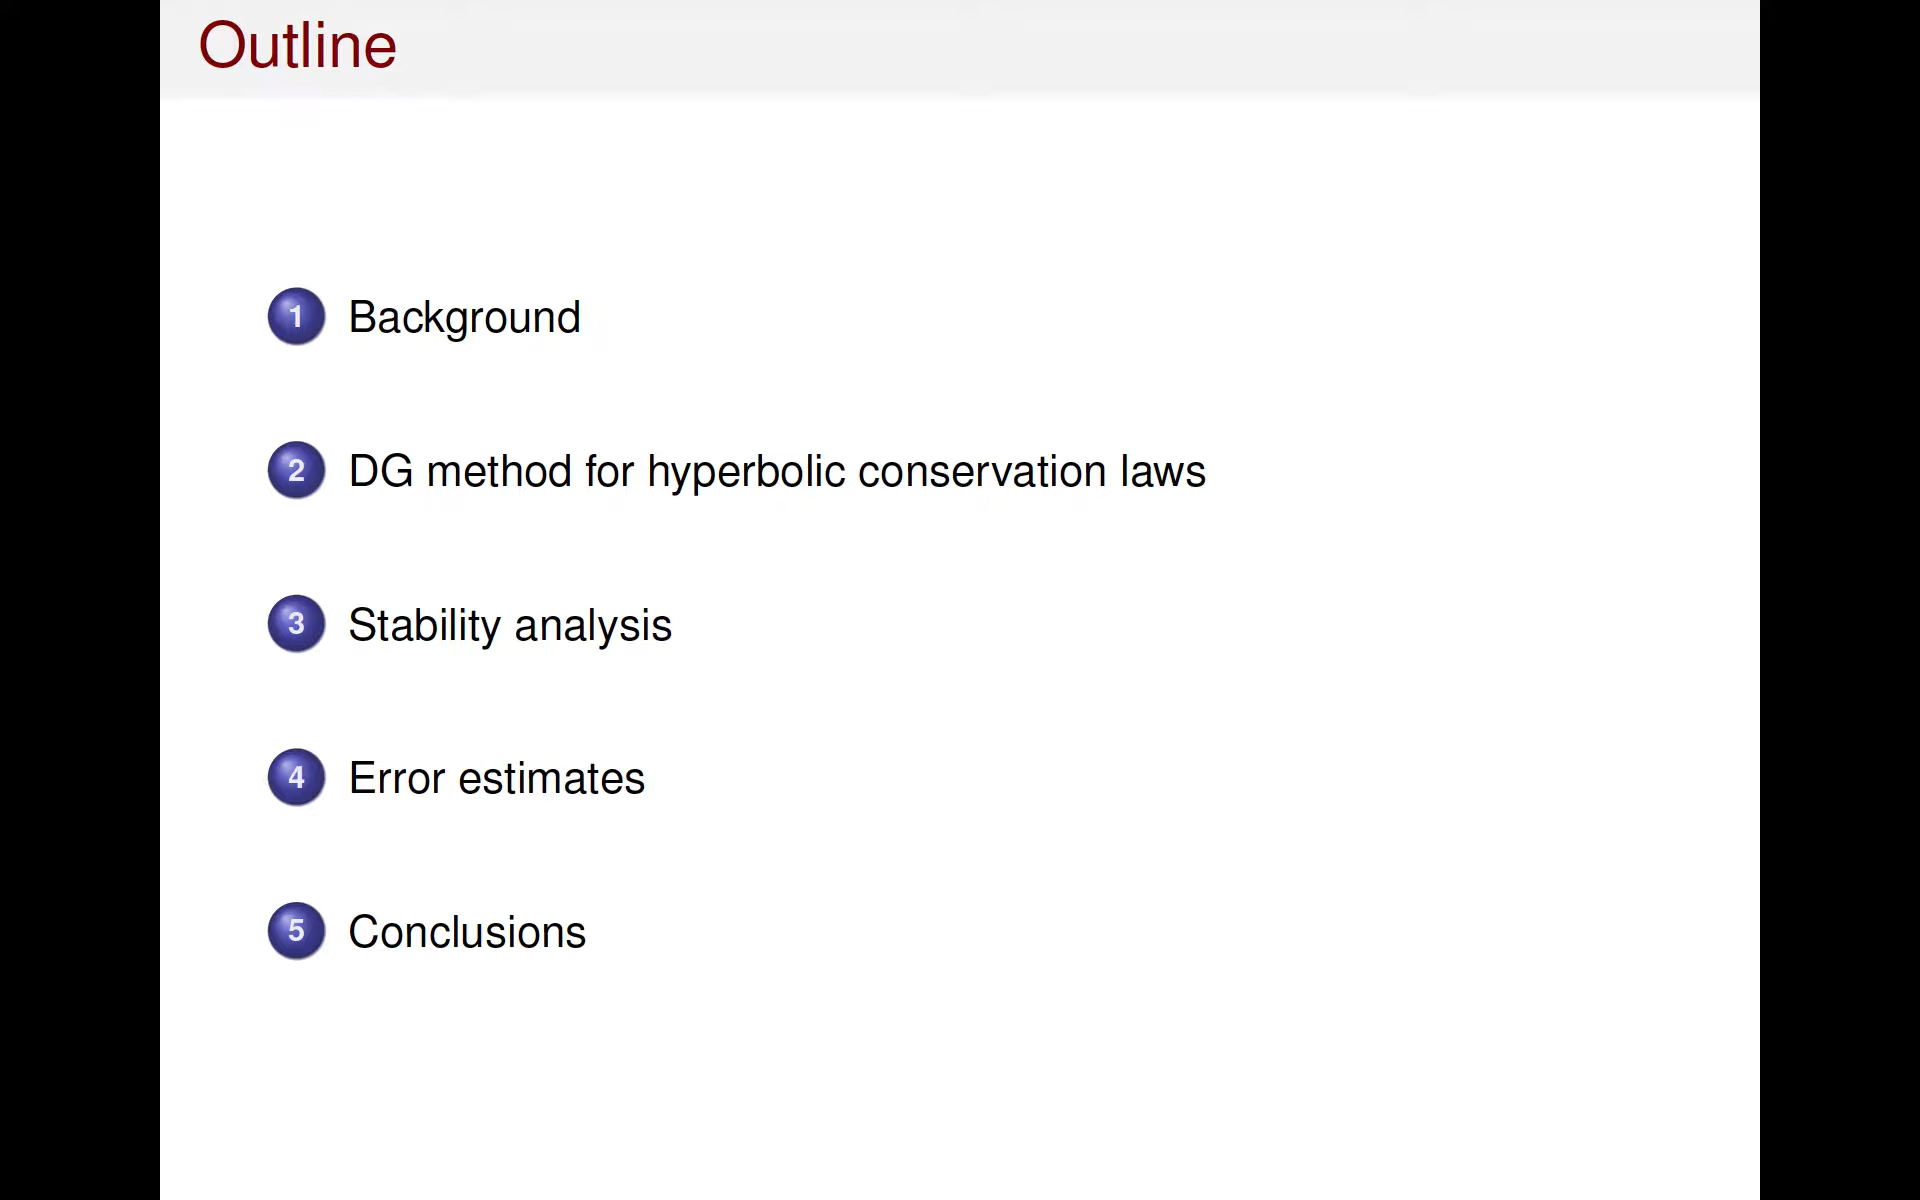 Outline
1 Background
2 DG method for hyperbolic conservation laws
3 Stability analysis
4 Error estimates
5 Conclusions